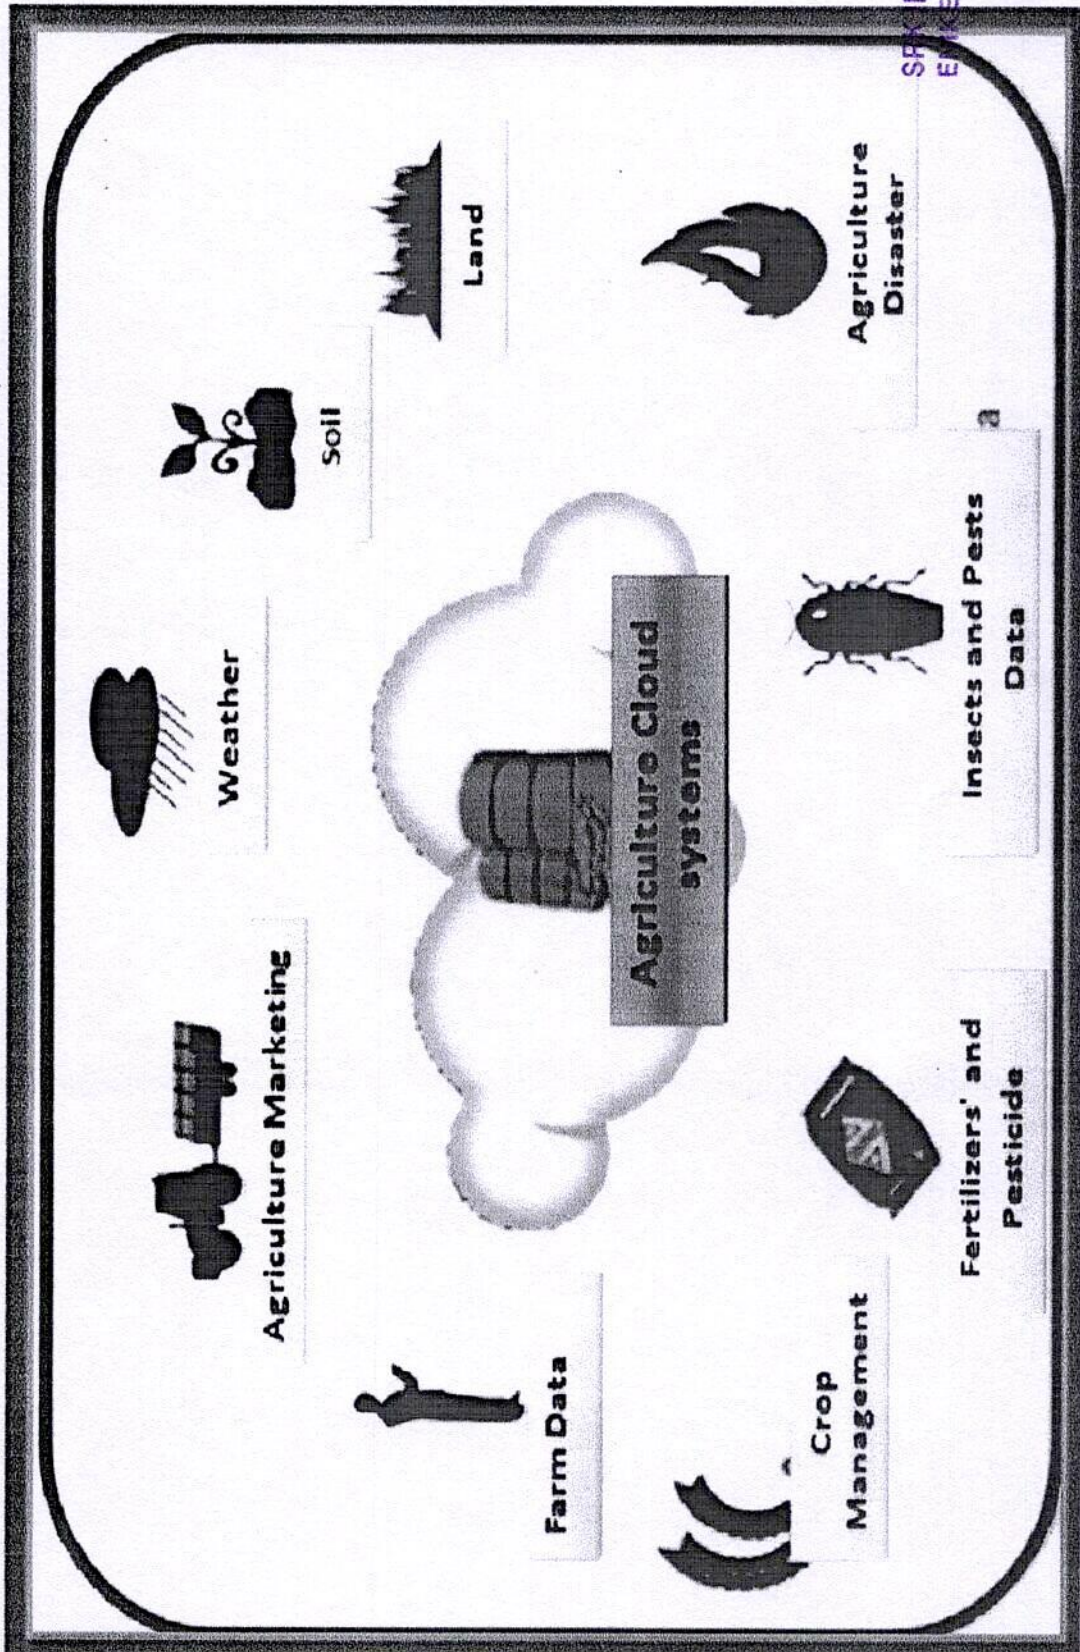 Weather
Agriculture Marketing
Soil
Land
Farm Data
Agriculture Cloud
systems
Crop
Management
Agriculture
Disaster
Fertilizers' and
Pesticide
Insects and Pests
Data
a